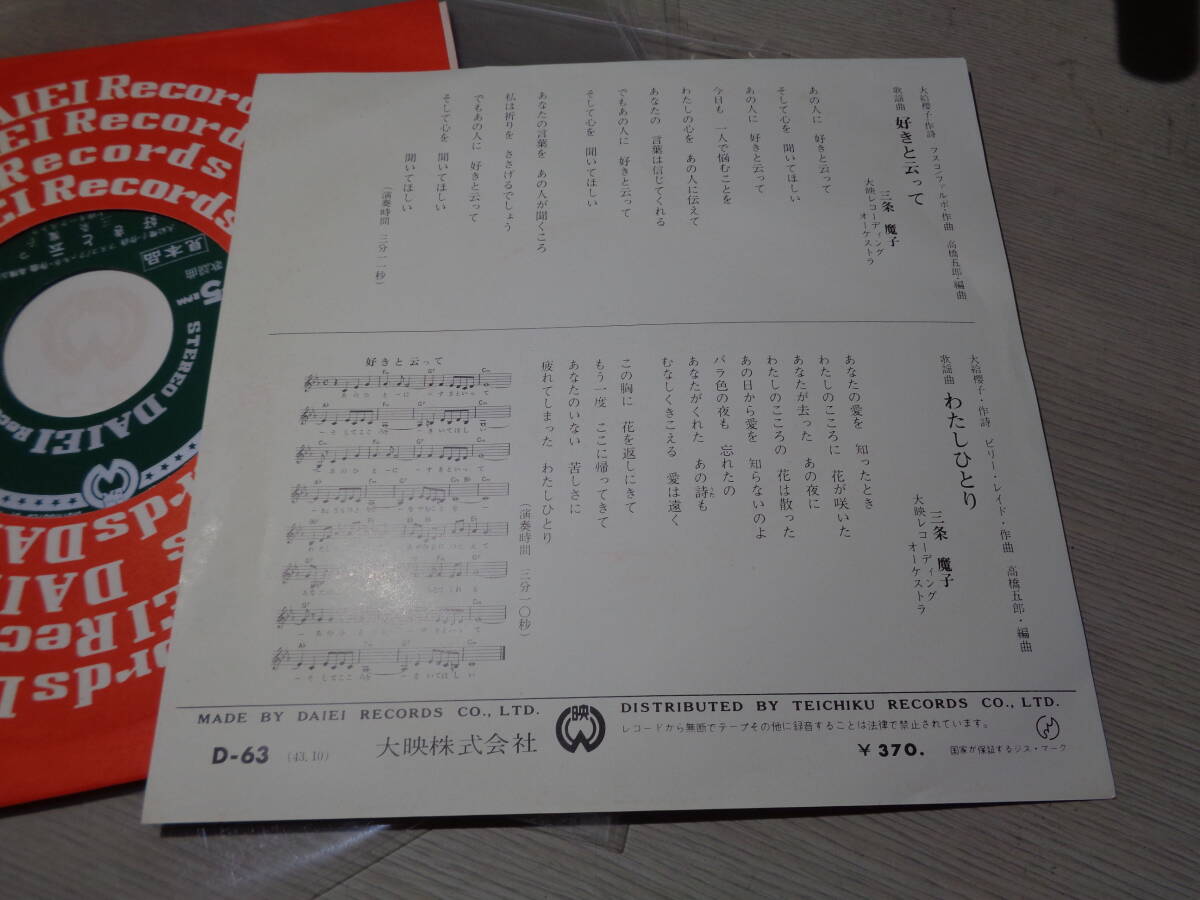 大給櫻子作詩 フスコファルボ・作曲 高橋五郎・編曲
歌謡曲 好きと云って
三条 魔子
大映レコーディング
オーケストラ
あの人に 好きと云って
そして心を 聞いてほしい
あの人に 好きと云って
今日も 一人で悩むことを
わたしの心を あの人に伝えて
あなたの 言葉は信じてくれる
でもあの人に 好きと云って
そして心を 聞いてほしい
あなたの言葉を あの人が聞くころ
私は祈りを ささげるでしょう
でもあの人に 好きと云って
そして心を 聞いてほしい
聞いてほしい
(演奏時間 三分一一秒)
大給櫻子・作詩 ビリー・レイド・作曲 高橋五郎・編曲
歌謡曲 わたしひとり
三条 魔子
大映レコーディング
オーケストラ
あなたの愛を 知ったとき
わたしのこころに 花が咲いた
あなたが去った あの夜に
わたしのこころの 花は散った
あの日から愛を 知らないのよ
バラ色の夜も 忘れたの
あなたがくれた あの詩も
うた
むなしくきこえる 愛は遠く
この胸に 花を返しにきて
もう一度 ここに帰ってきて
あなたのいない 苦しさに
疲れてしまった わたしひとり
(演奏時間 三分一〇秒)
好きと云って
MADE BY DAIEI RECORDS CO., LTD.
D-63 (43.10)
大映株式会社
映
DISTRIBUTED BY TEICHIKU RECORDS CO., LTD.
レコードから無断でテープその他に録音することは法律で禁止されています。
¥370.
国家が保証するジス・マーク
AIEI Record
EI Record
Records
EI Records
見本品
歌謡曲
好きと云っ
STEREO DAIEI Reco